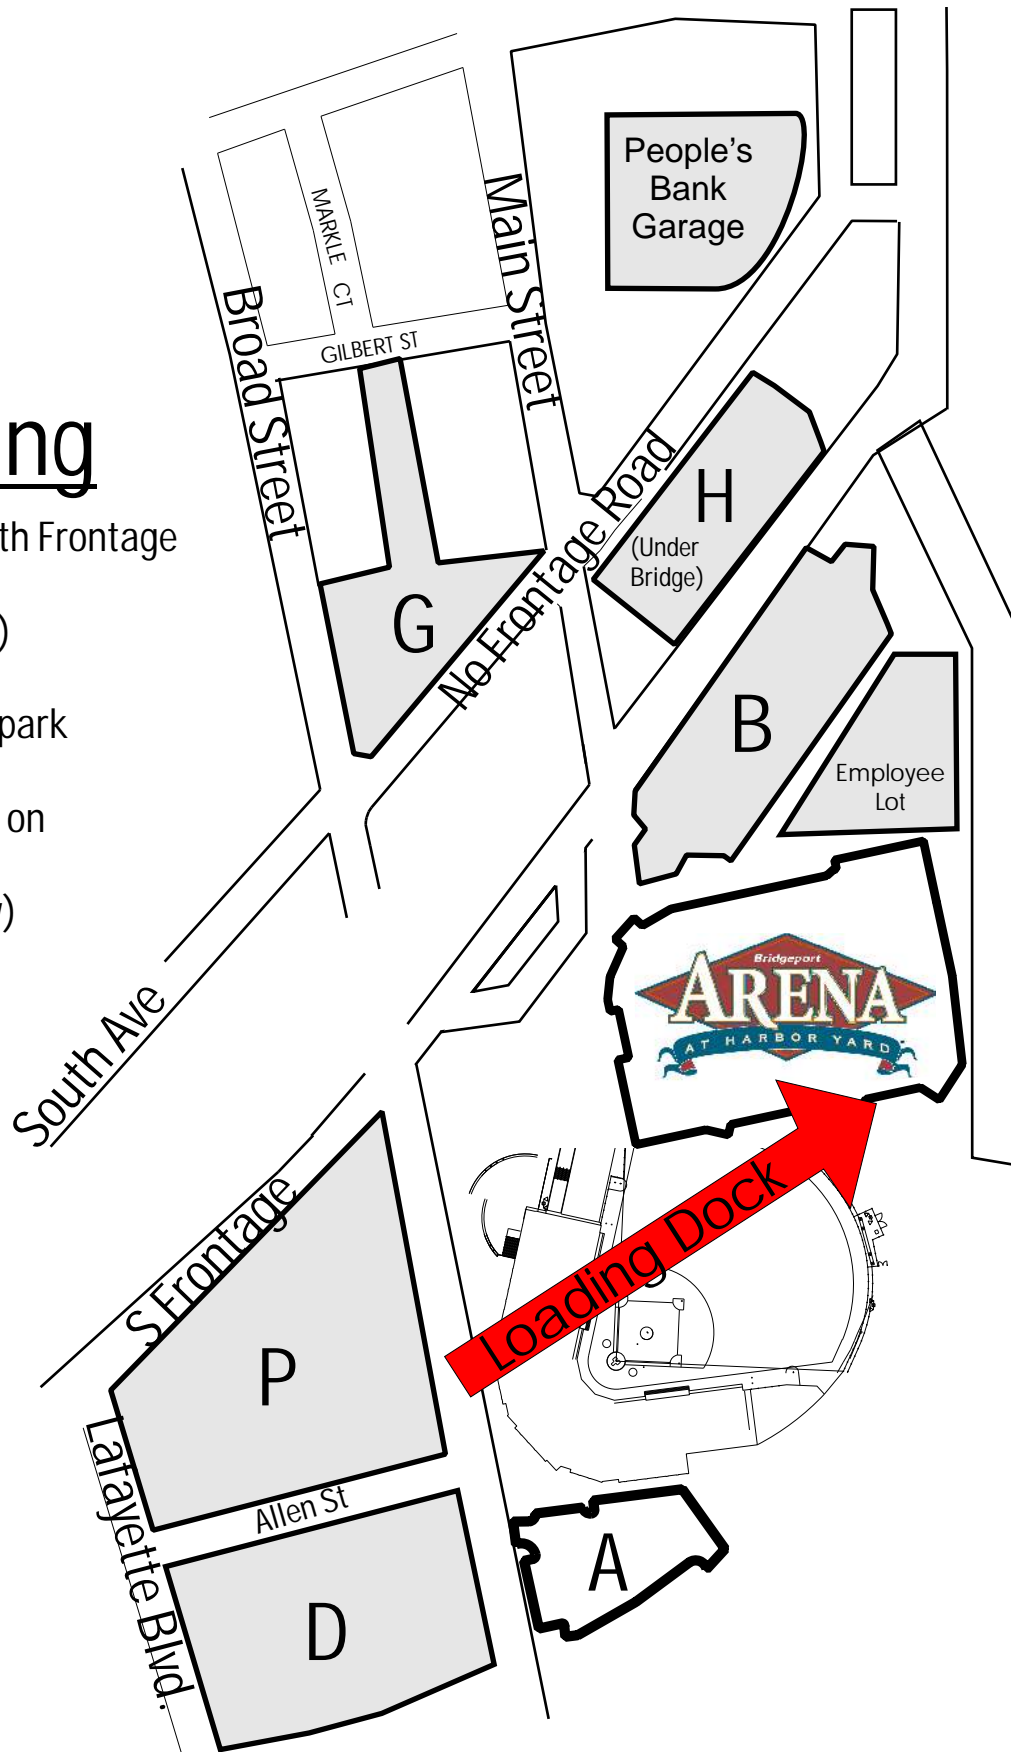 People's
Bank
Garage
MARKLE CT
Main Street
Broad Street
GILBERT ST
ng
th Frontage
)
park
on
)
No Frontage Road
H
(Under
Bridge)
G
B
Employee
Lot
Bridgeport
ARENA
AT HARBOR YARD
South Ave
S Frontage
Loading Dock
P
Lafayette Blvd.
Allen St
A
D